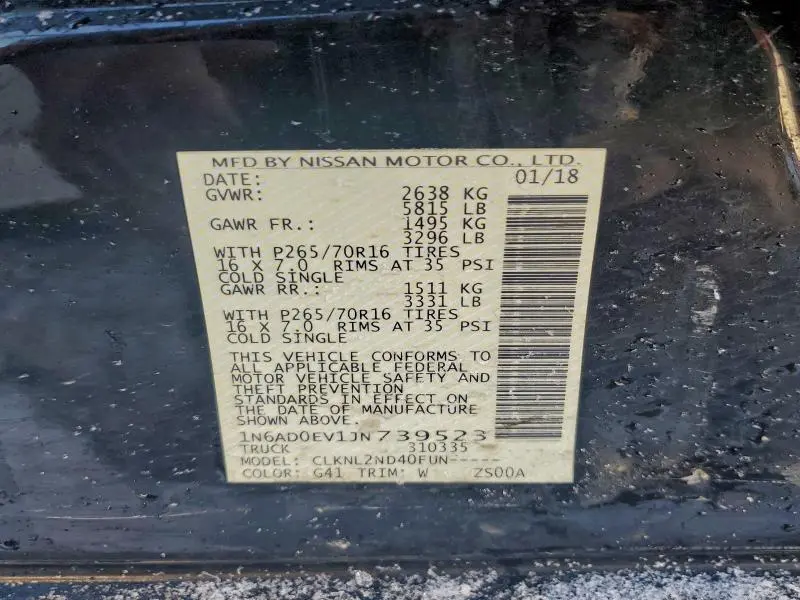 MFD BY NISSAN MOTOR CO., LTD.
DATE: 01/18
GVWR: 2638 KG
5815 LB
GAWR FR.: 1495 KG
3296 LB
WITH P265/70R16 TIRES
16 X 7.0 RIMS AT 35 PSI
COLD SINGLE
GAWR RR.: 1511 KG
3331 LB
WITH P265/70R16 TIRES
16 X 7.0 RIMS AT 35 PSI
COLD SINGLE
THIS VEHICLE CONFORMS TO
ALL APPLICABLE FEDERAL
MOTOR VEHICLE SAFETY AND
THEFT PREVENTION
STANDARDS IN EFFECT ON
THE DATE OF MANUFACTURE
SHOWN ABOVE.
1N6AD0EV1JN739523
TRUCK 310335
MODEL: CLKNL2ND40FUN-----
COLOR: G41 TRIM: W ZS00A